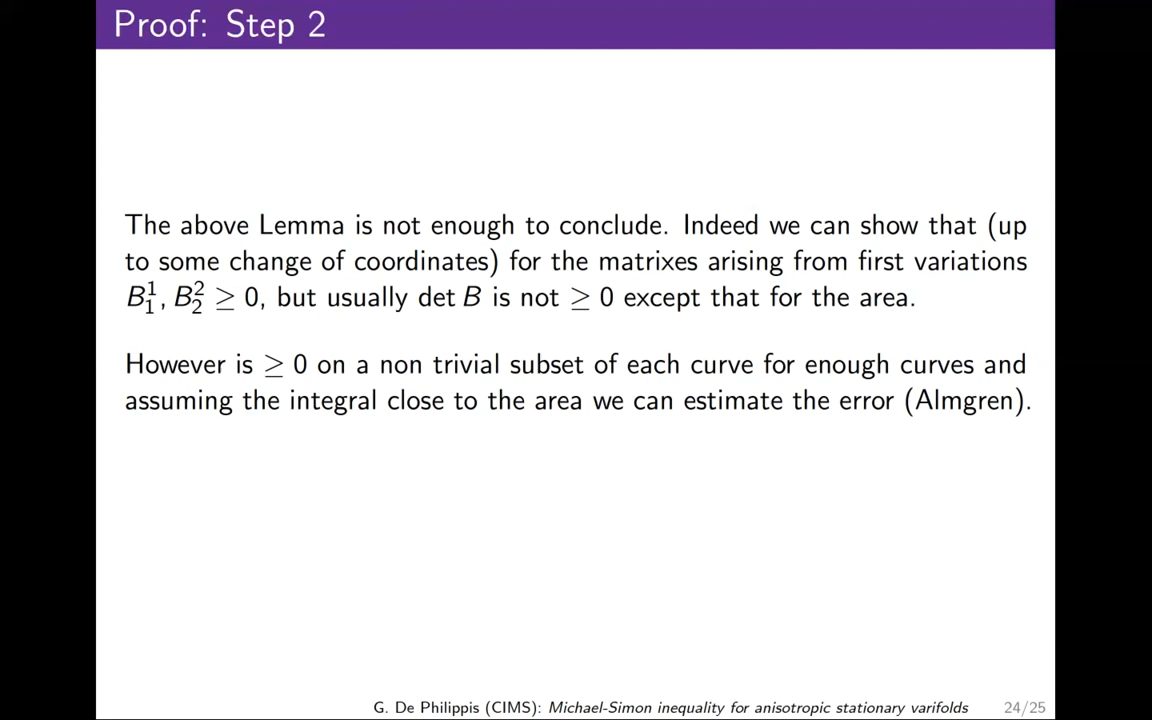 Proof: Step 2
The above Lemma is not enough to conclude. Indeed we can show that (up
to some change of coordinates) for the matrixes arising from first variations
B₁¹, B₂² ≥ 0, but usually det B is not ≥ 0 except that for the area.
However is ≥ 0 on a non trivial subset of each curve for enough curves and
assuming the integral close to the area we can estimate the error (Almgren).
G. De Philippis (CIMS): Michael-Simon inequality for anisotropic stationary varifolds 24/25